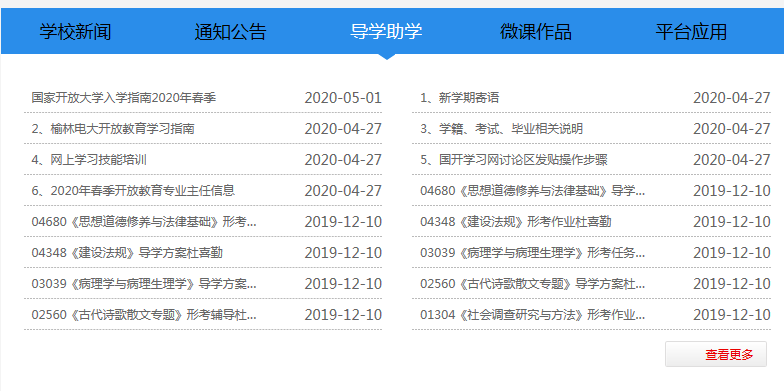 学校新闻 通知公告 导学助学 微课作品 平台应用
国家开放大学入学指南2020年春季 2020-05-01 1、新学期寄语 2020-04-27
2、榆林电大开放教育学习指南 2020-04-27 3、学籍、考试、毕业相关说明 2020-04-27
4、网上学习技能培训 2020-04-27 5、国开学习网讨论区发贴操作步骤 2020-04-27
6、2020年春季开放教育专业主任信息 2020-04-27 04680《思想道德修养与法律基础》导学... 2019-12-10
04680《思想道德修养与法律基础》形考... 2019-12-10 04348《建设法规》形考作业杜喜勤 2019-12-10
04348《建设法规》导学方案杜喜勤 2019-12-10 03039《病理学与病理生理学》形考任务... 2019-12-10
03039《病理学与病理生理学》导学方案... 2019-12-10 02560《古代诗歌散文专题》导学方案杜... 2019-12-10
02560《古代诗歌散文专题》形考辅导杜... 2019-12-10 01304《社会调查研究与方法》形考作业... 2019-12-10
查看更多